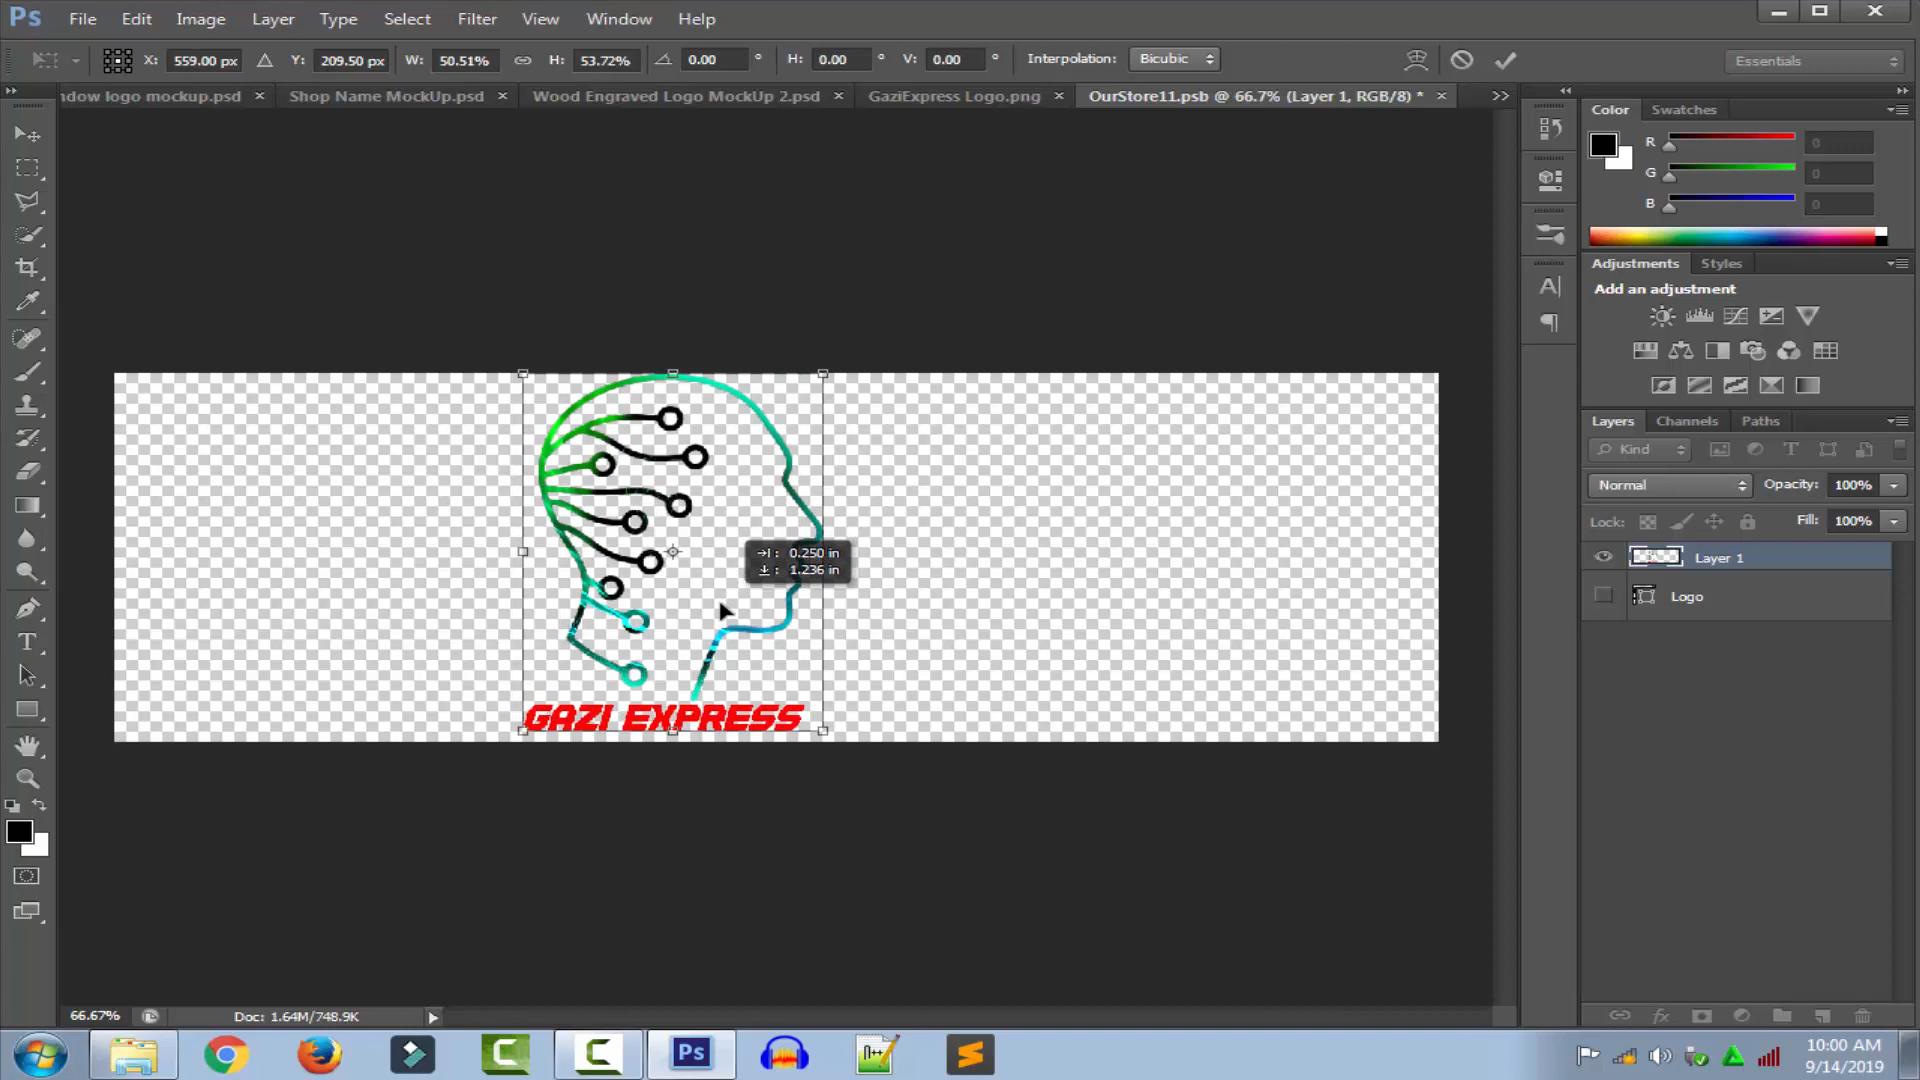 Ps File Edit Image Layer Type Select Filter View Window Help
X: 559.00 px Y: 209.50 px W: 50.51% H: 53.72% 0.00 ° H: 0.00 ° V: 0.00 ° Interpolation: Bicubic Essentials
ndow logo mockup.psd × Shop Name MockUp.psd × Wood Engraved Logo MockUp 2.psd × GaziExpress Logo.png × OurStore11.psb @ 66.7% (Layer 1, RGB/8) * ×
Color Swatches
R 0
G 0
B 0
Adjustments Styles
Add an adjustment
Layers Channels Paths
Kind
Normal Opacity: 100%
Lock: Fill: 100%
Layer 1
Logo
0.250 in
1.236 in
GAZI EXPRESS
66.67% Doc: 1.64M/748.9K
10:00 AM
9/14/2019